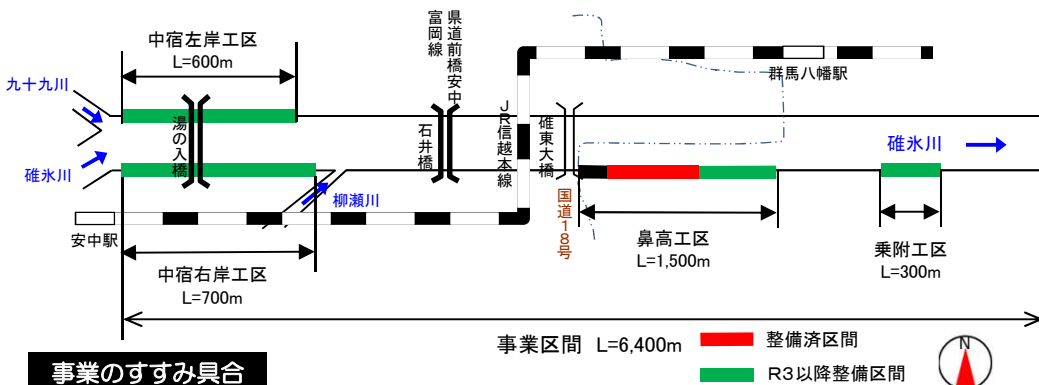 中宿左岸工区
L=600m
県道前橋安中
富岡線
群馬八幡駅
九十九川
湯の入橋
石井橋
JR信越本線
碓東大橋
碓氷川
碓氷川
柳瀬川
国道18号
安中駅
鼻高工区
L=1,500m
乗附工区
L=300m
中宿右岸工区
L=700m
事業区間 L=6,400m
整備済区間
R3以降整備区間
N
事業のすすみ具合